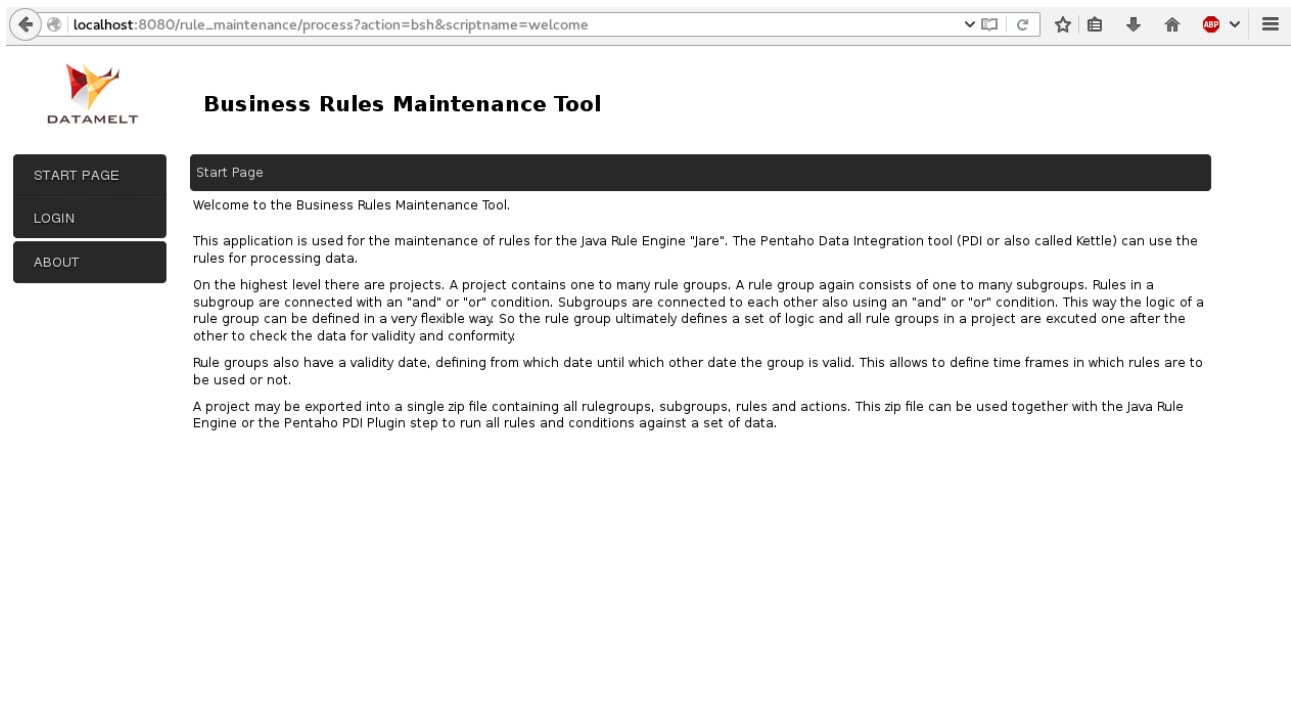 localhost:8080/rule_maintenance/process?action=bsh&scriptname=welcome
ABP
DATAMELT
Business Rules Maintenance Tool
START PAGE
LOGIN
ABOUT
Start Page
Welcome to the Business Rules Maintenance Tool.
This application is used for the maintenance of rules for the Java Rule Engine "Jare". The Pentaho Data Integration tool (PDI or also called Kettle) can use the
rules for processing data.
On the highest level there are projects. A project contains one to many rule groups. A rule group again consists of one to many subgroups. Rules in a
subgroup are connected with an "and" or "or" condition. Subgroups are connected to each other also using an "and" or "or" condition. This way the logic of a
rule group can be defined in a very flexible way. So the rule group ultimately defines a set of logic and all rule groups in a project are excuted one after the
other to check the data for validity and conformity.
Rule groups also have a validity date, defining from which date until which other date the group is valid. This allows to define time frames in which rules are to
be used or not.
A project may be exported into a single zip file containing all rulegroups, subgroups, rules and actions. This zip file can be used together with the Java Rule
Engine or the Pentaho PDI Plugin step to run all rules and conditions against a set of data.